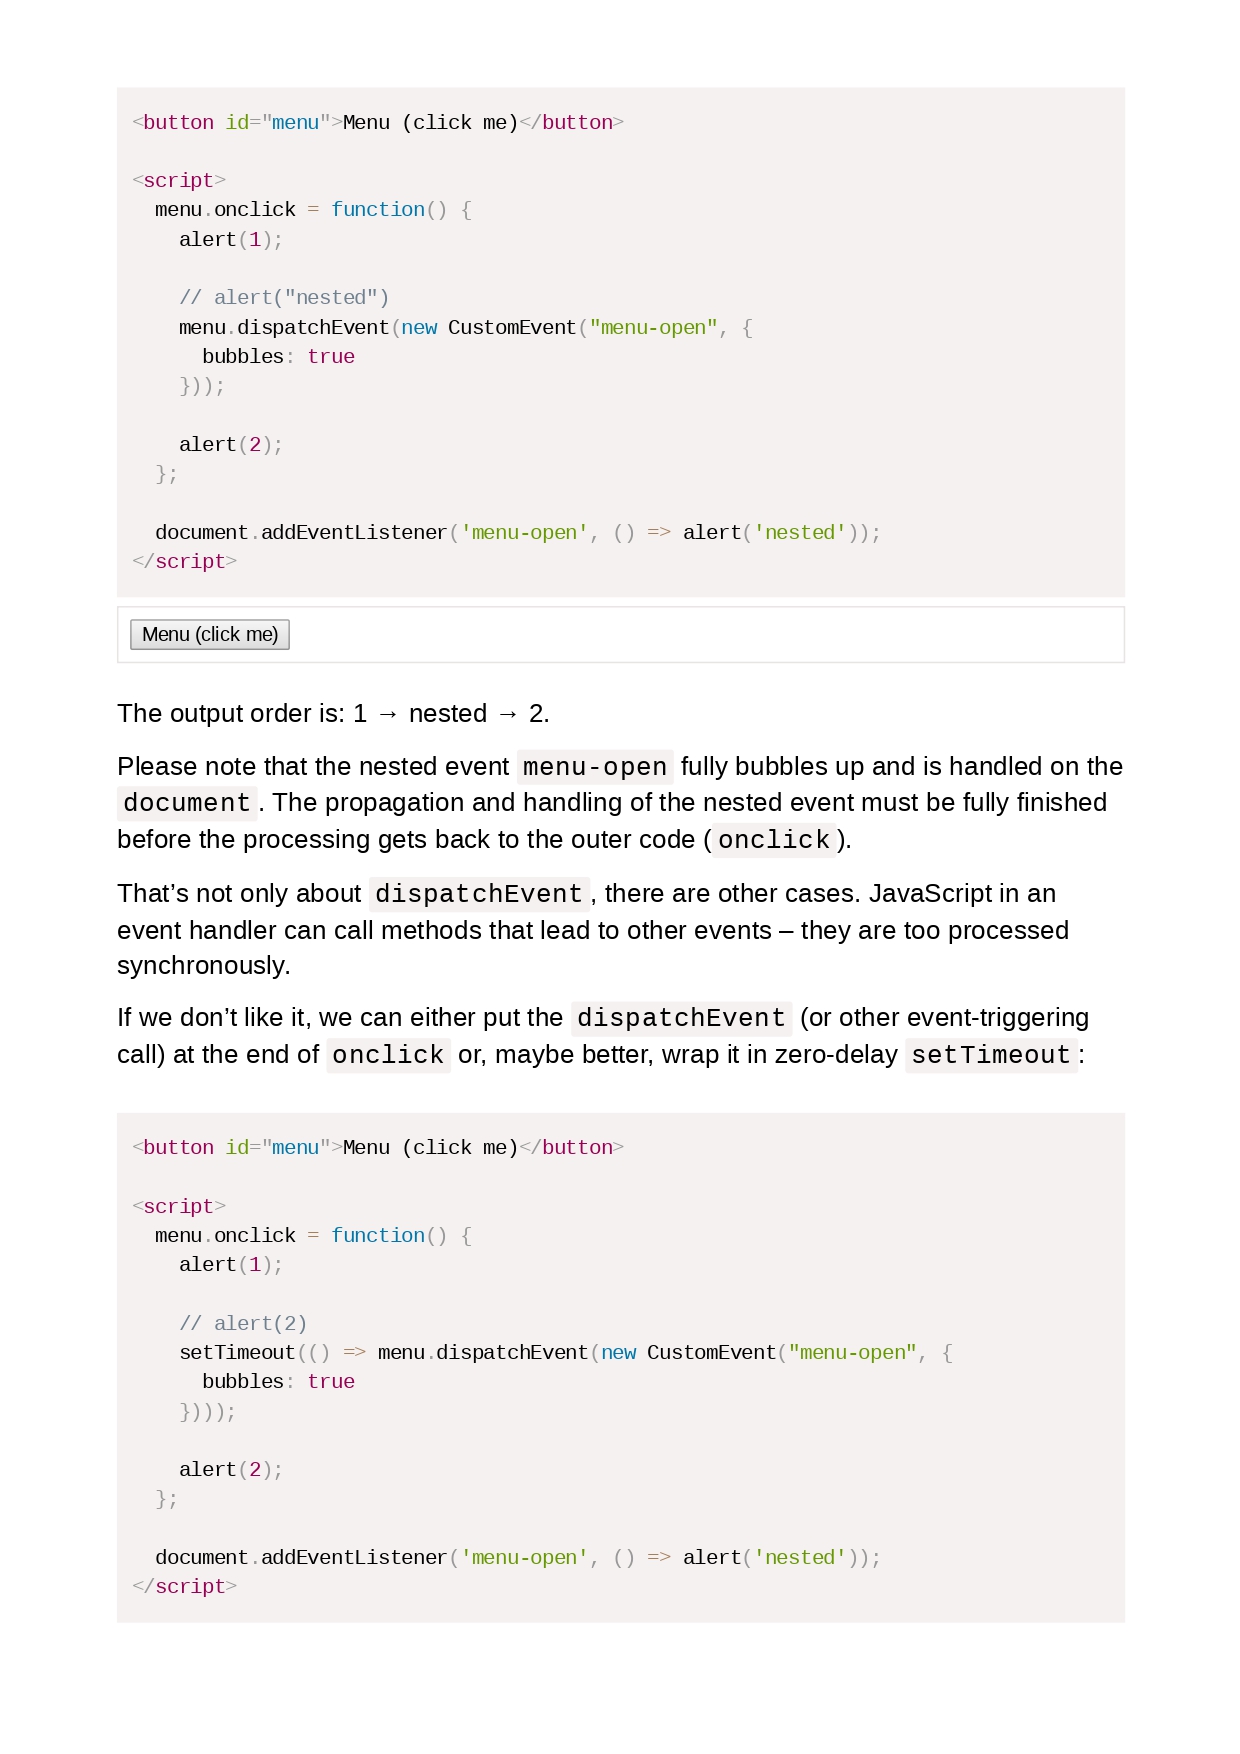 <button id="menu">Menu (click me)</button>
<script>
  menu.onclick = function() {
    alert(1);
    // alert("nested")
    menu.dispatchEvent(new CustomEvent("menu-open", {
      bubbles: true
    }));
    alert(2);
  };
  document.addEventListener('menu-open', () => alert('nested'));
</script>
Menu (click me)
The output order is: 1 → nested → 2.
Please note that the nested event menu-open fully bubbles up and is handled on the
document. The propagation and handling of the nested event must be fully finished
before the processing gets back to the outer code (onclick).
That’s not only about dispatchEvent, there are other cases. JavaScript in an
event handler can call methods that lead to other events – they are too processed
synchronously.
If we don’t like it, we can either put the dispatchEvent (or other event-triggering
call) at the end of onclick or, maybe better, wrap it in zero-delay setTimeout:
<button id="menu">Menu (click me)</button>
<script>
  menu.onclick = function() {
    alert(1);
    // alert(2)
    setTimeout(() => menu.dispatchEvent(new CustomEvent("menu-open", {
      bubbles: true
    })));
    alert(2);
  };
  document.addEventListener('menu-open', () => alert('nested'));
</script>